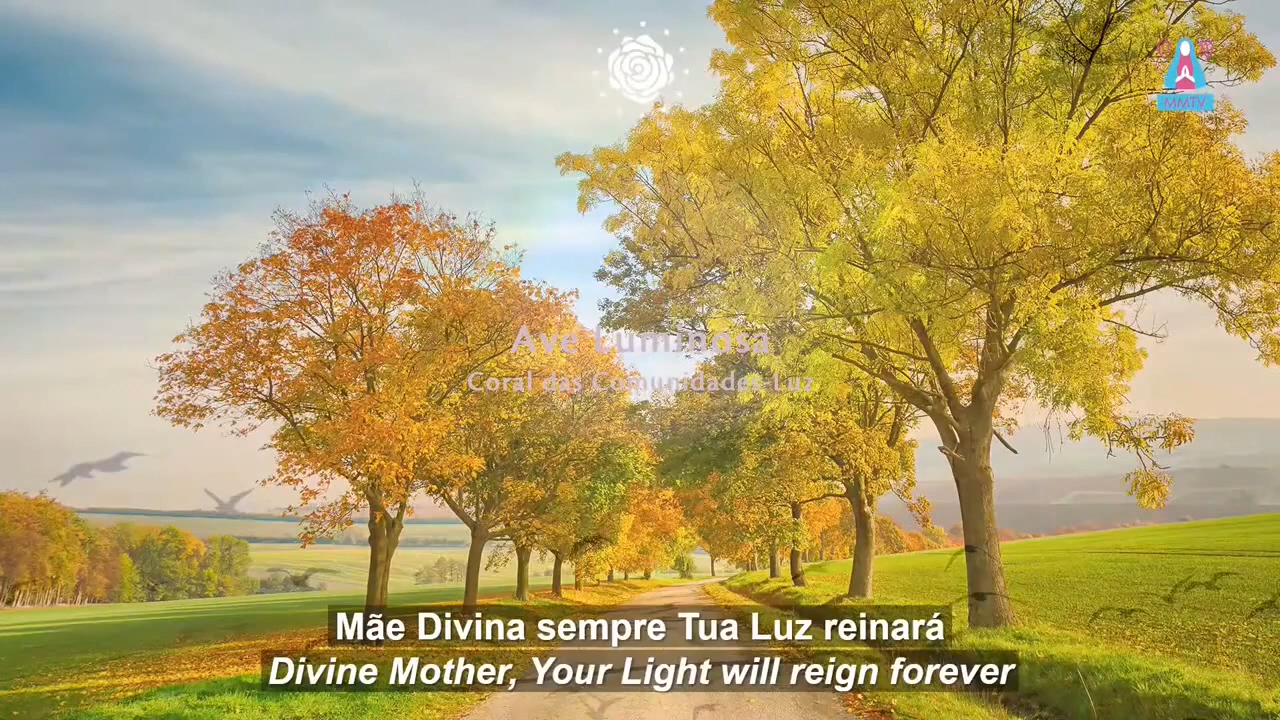 MMTV
Ave Luminosa
Coral das Comunidades-Luz
Mãe Divina sempre Tua Luz reinará
Divine Mother, Your Light will reign forever